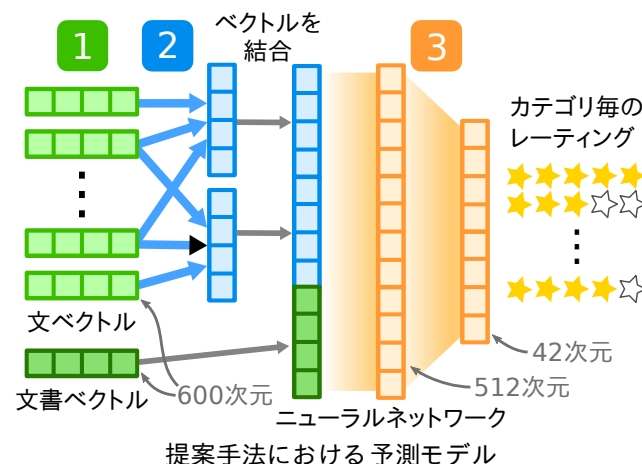 1
2
ベクトルを
結合
3
カテゴリ毎の
レーティング
文ベクトル
文書ベクトル
600次元
42次元
512次元
ニューラルネットワーク
提案手法における予測モデル